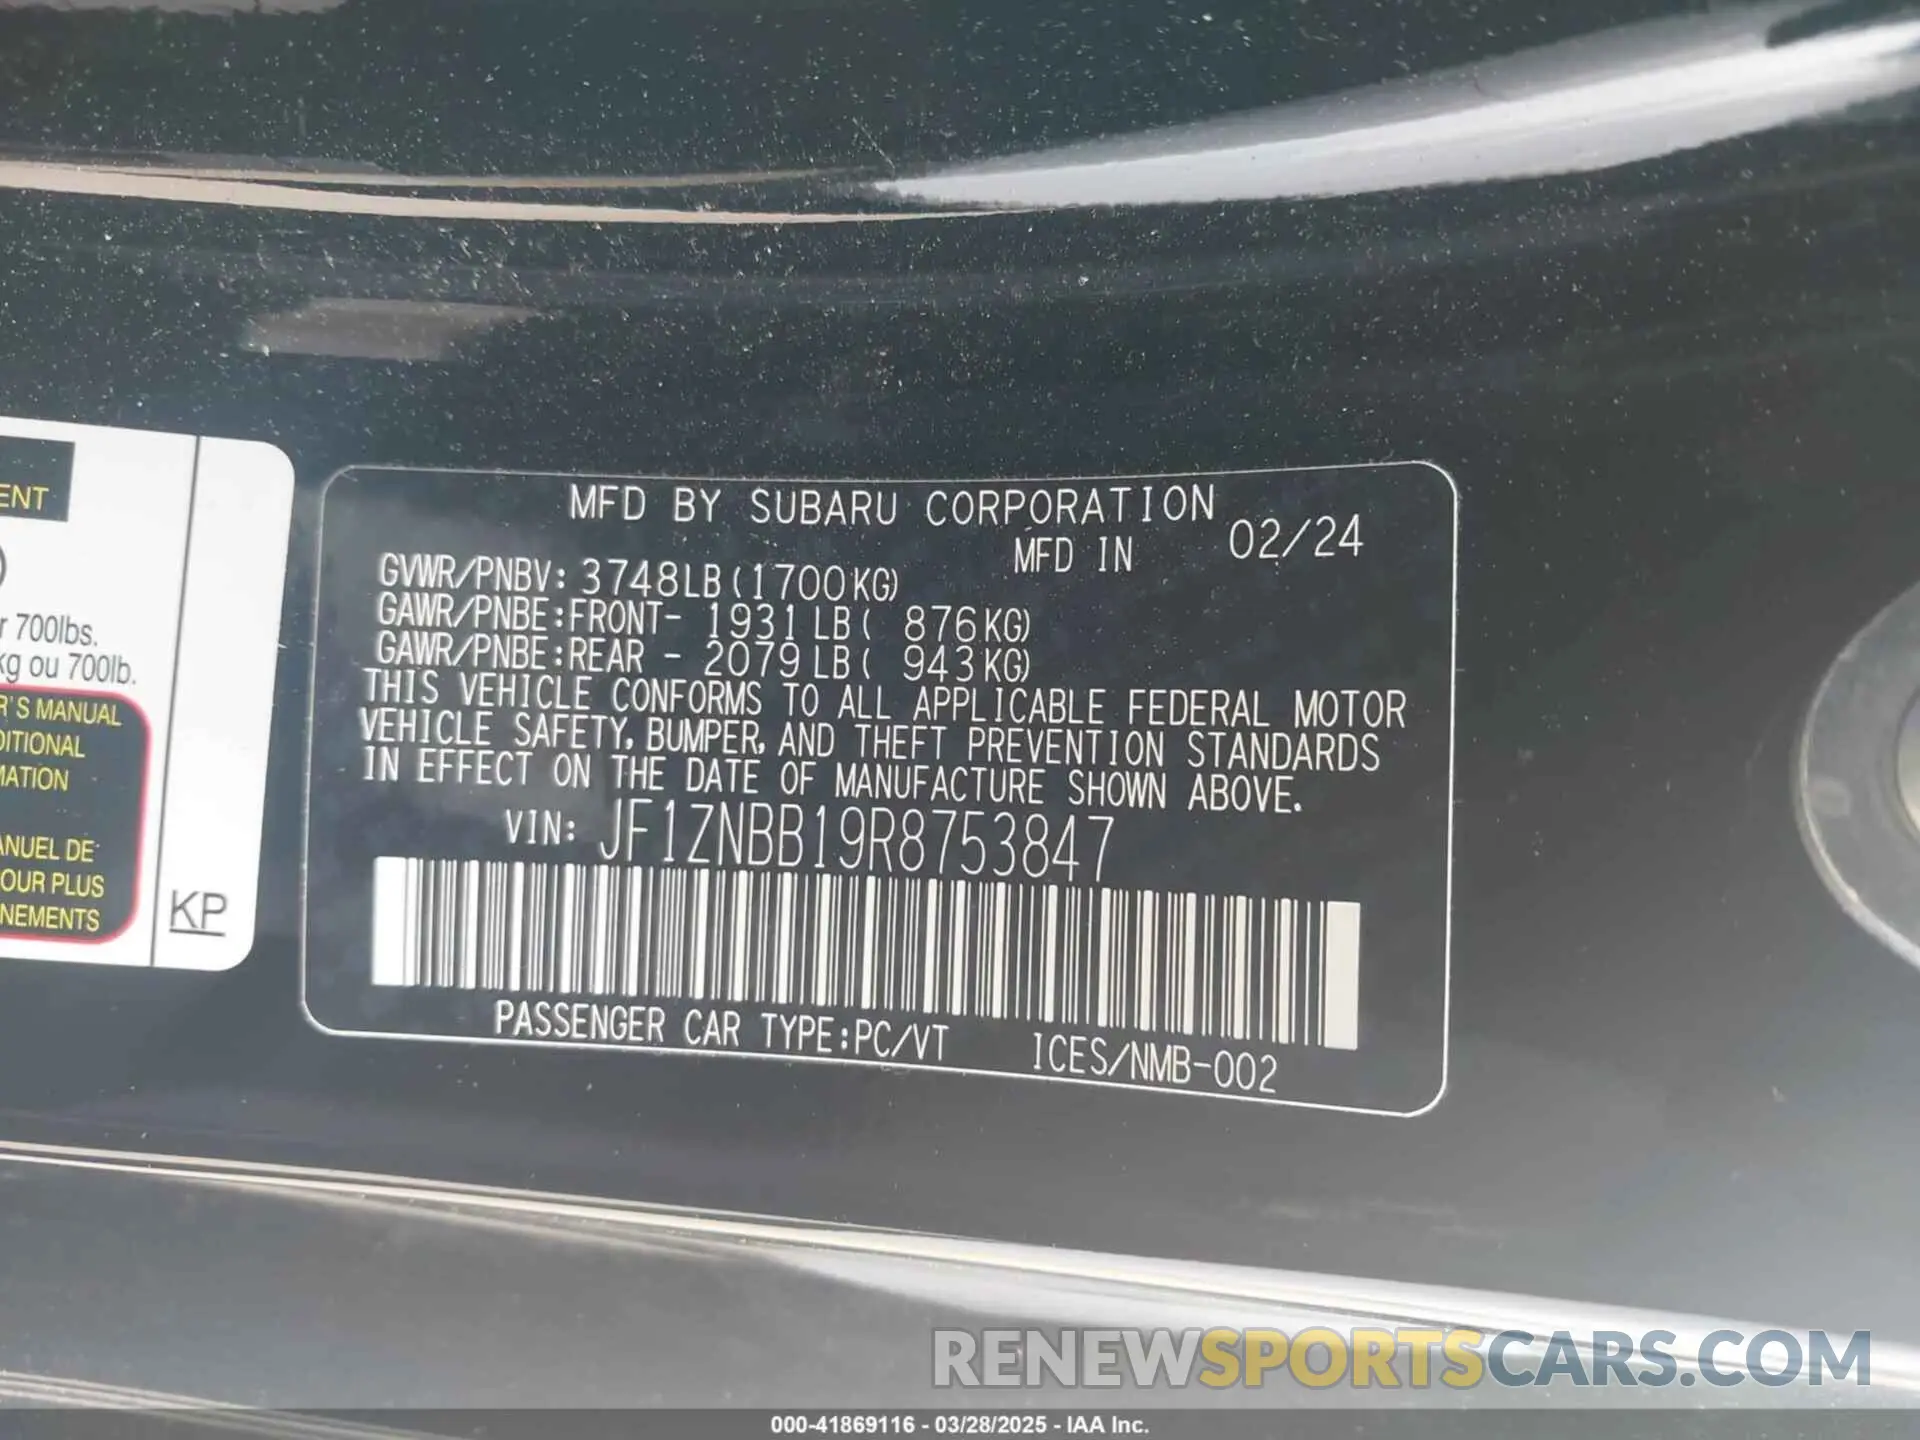 ENT
r 700lbs.
kg ou 700lb.
R'S MANUAL
DITIONAL
MATION
ANUEL DE
OUR PLUS
NEMENTS
KP
MFD BY SUBARU CORPORATION
MFD IN 02/24
GVWR/PNBV: 3748LB(1700KG)
GAWR/PNBE:FRONT- 1931LB( 876KG)
GAWR/PNBE:REAR - 2079LB( 943KG)
THIS VEHICLE CONFORMS TO ALL APPLICABLE FEDERAL MOTOR
VEHICLE SAFETY, BUMPER, AND THEFT PREVENTION STANDARDS
IN EFFECT ON THE DATE OF MANUFACTURE SHOWN ABOVE.
VIN: JF1ZNBB19R8753847
PASSENGER CAR TYPE:PC/VT ICES/NMB-002
RENEWSPORTSCARS.COM
000-41869116 - 03/28/2025 - IAA Inc.